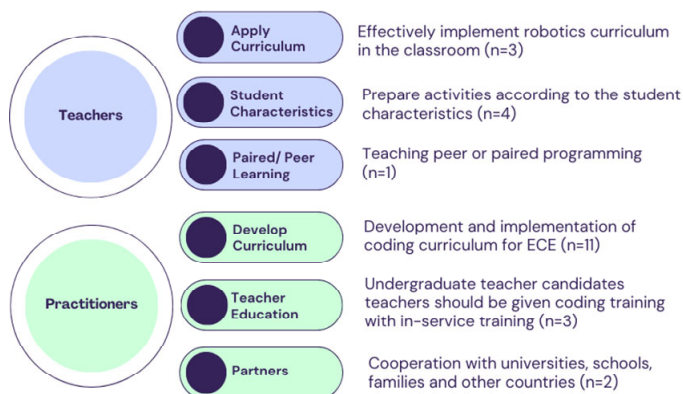 Teachers
Apply
Curriculum
Effectively implement robotics curriculum
in the classroom (n=3)
Student
Characteristics
Prepare activities according to the student
characteristics (n=4)
Paired/ Peer
Learning
Teaching peer or paired programming
(n=1)
Practitioners
Develop
Curriculum
Development and implementation of
coding curriculum for ECE (n=11)
Teacher
Education
Undergraduate teacher candidates
teachers should be given coding training
with in-service training (n=3)
Partners
Cooperation with universities, schools,
families and other countries (n=2)